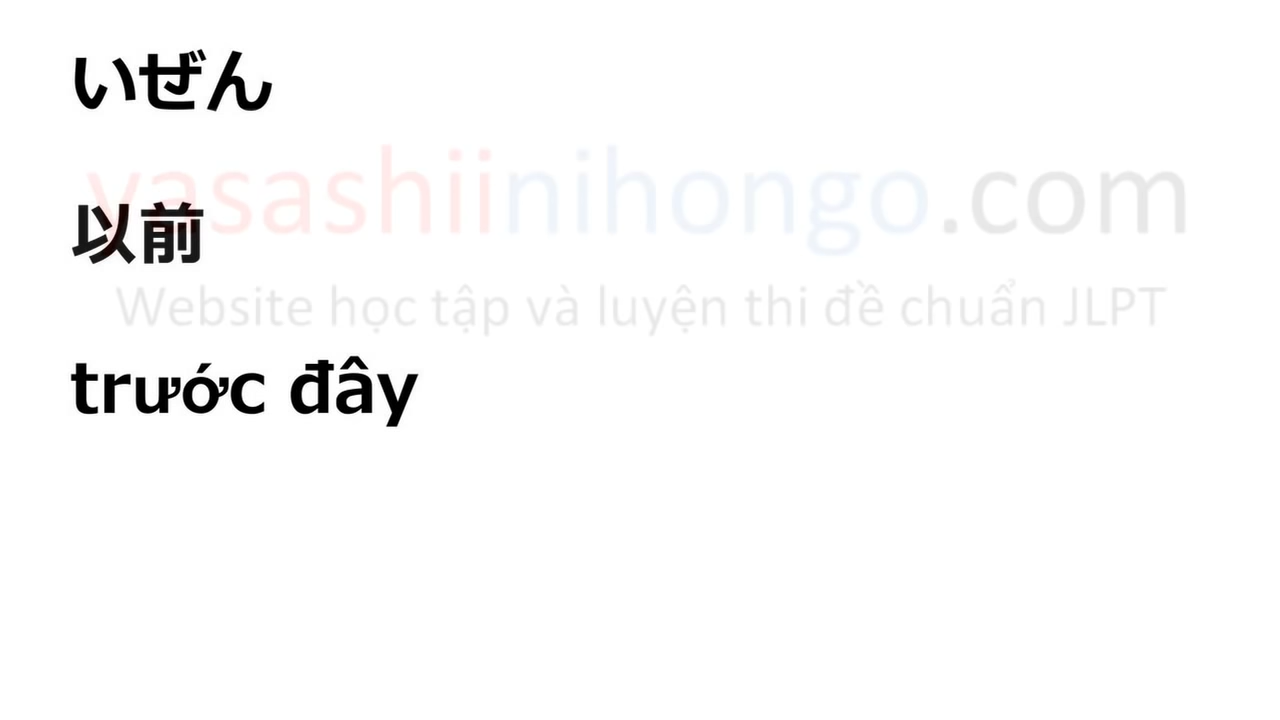 いぜん
yasashiinihongo.com
以前
Website học tập và luyện thi đề chuẩn JLPT
trước đây